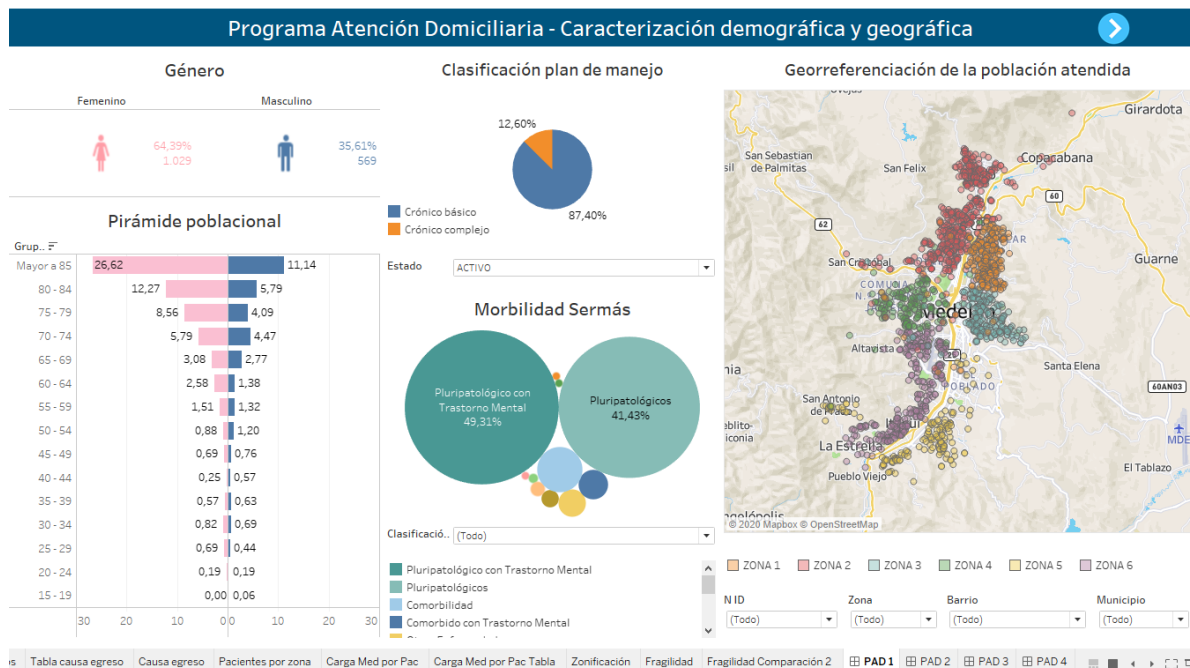 Programa Atención Domiciliaria - Caracterización demográfica y geográfica
Género
Femenino
Masculino
64,39%
1.029
35,61%
569
Pirámide poblacional
Grup..
Mayor a 85 26,62 11,14
80 - 84 12,27 5,79
75 - 79 8,56 4,09
70 - 74 5,79 4,47
65 - 69 3,08 2,77
60 - 64 2,58 1,38
55 - 59 1,51 1,32
50 - 54 0,88 1,20
45 - 49 0,69 0,76
40 - 44 0,25 0,57
35 - 39 0,57 0,63
30 - 34 0,82 0,69
25 - 29 0,69 0,44
20 - 24 0,19 0,19
15 - 19 0,00 0,06
30 20 10 0 0 10 20 30
Clasificación plan de manejo
12,60%
87,40%
Crónico básico
Crónico complejo
Estado ACTIVO
Morbilidad Sermás
Pluripatológico con
Trastorno Mental
49,31%
Pluripatológicos
41,43%
Clasificació.. (Todo)
Pluripatológico con Trastorno Mental
Pluripatológicos
Comorbilidad
Comorbido con Trastorno Mental
Georreferenciación de la población atendida
Girardota
San Sebastian
de Palmitas
San Felix
Copacabana
60
62
Guarne
COMUNA
Altavista
Santa Elena
POBLADO
60AN03
San Antonio
La Estrella
Pueblo Viejo
MDE
El Tablazo
© 2020 Mapbox © OpenStreetMap
ZONA 1 ZONA 2 ZONA 3 ZONA 4 ZONA 5 ZONA 6
N ID Zona Barrio Municipio
(Todo) (Todo) (Todo) (Todo)
Tabla causa egreso Causa egreso Pacientes por zona Carga Med por Pac Carga Med por Pac Tabla Zonificación Fragilidad Fragilidad Comparación 2 PAD 1 PAD 2 PAD 3 PAD 4